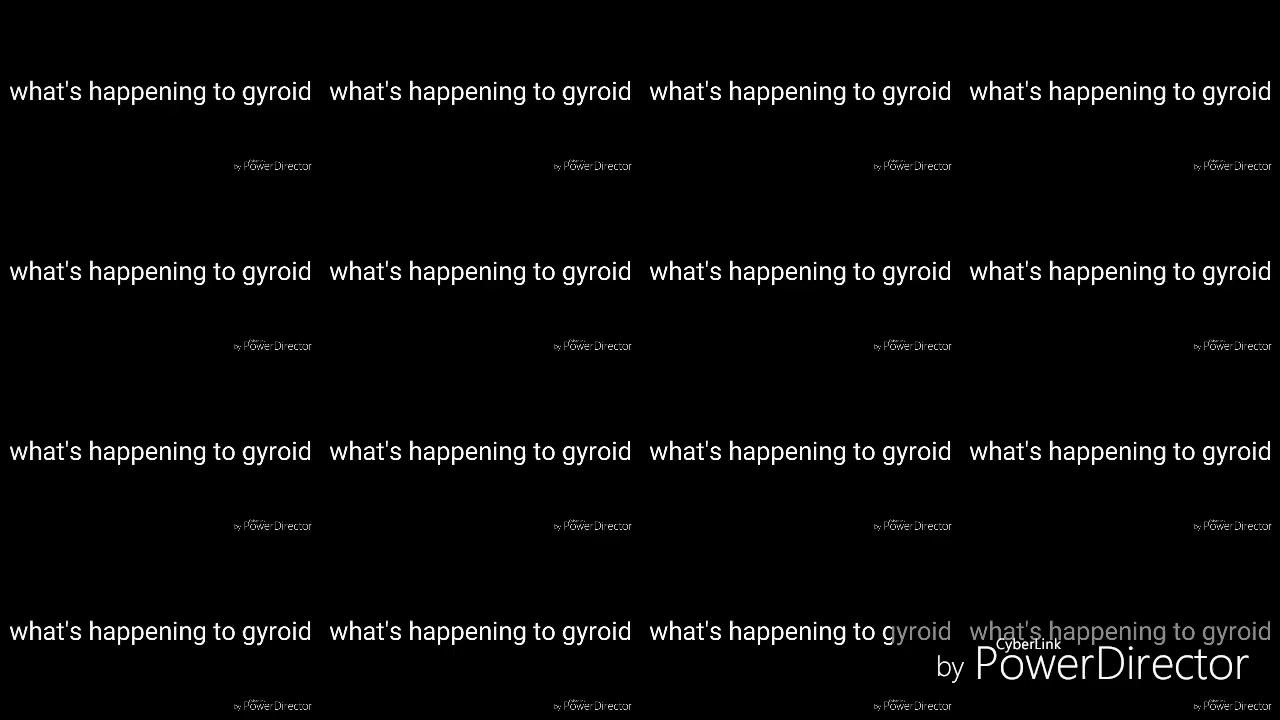 what's happening to gyroid what's happening to gyroid what's happening to gyroid what's happening to gyroid
by PowerDirector by PowerDirector by PowerDirector by PowerDirector
what's happening to gyroid what's happening to gyroid what's happening to gyroid what's happening to gyroid
by PowerDirector by PowerDirector by PowerDirector by PowerDirector
what's happening to gyroid what's happening to gyroid what's happening to gyroid what's happening to gyroid
by PowerDirector by PowerDirector by PowerDirector by PowerDirector
what's happening to gyroid what's happening to gyroid what's happening to gyroid what's happening to gyroid
CyberLink
by PowerDirector
by PowerDirector by PowerDirector by PowerDirector by PowerDirector